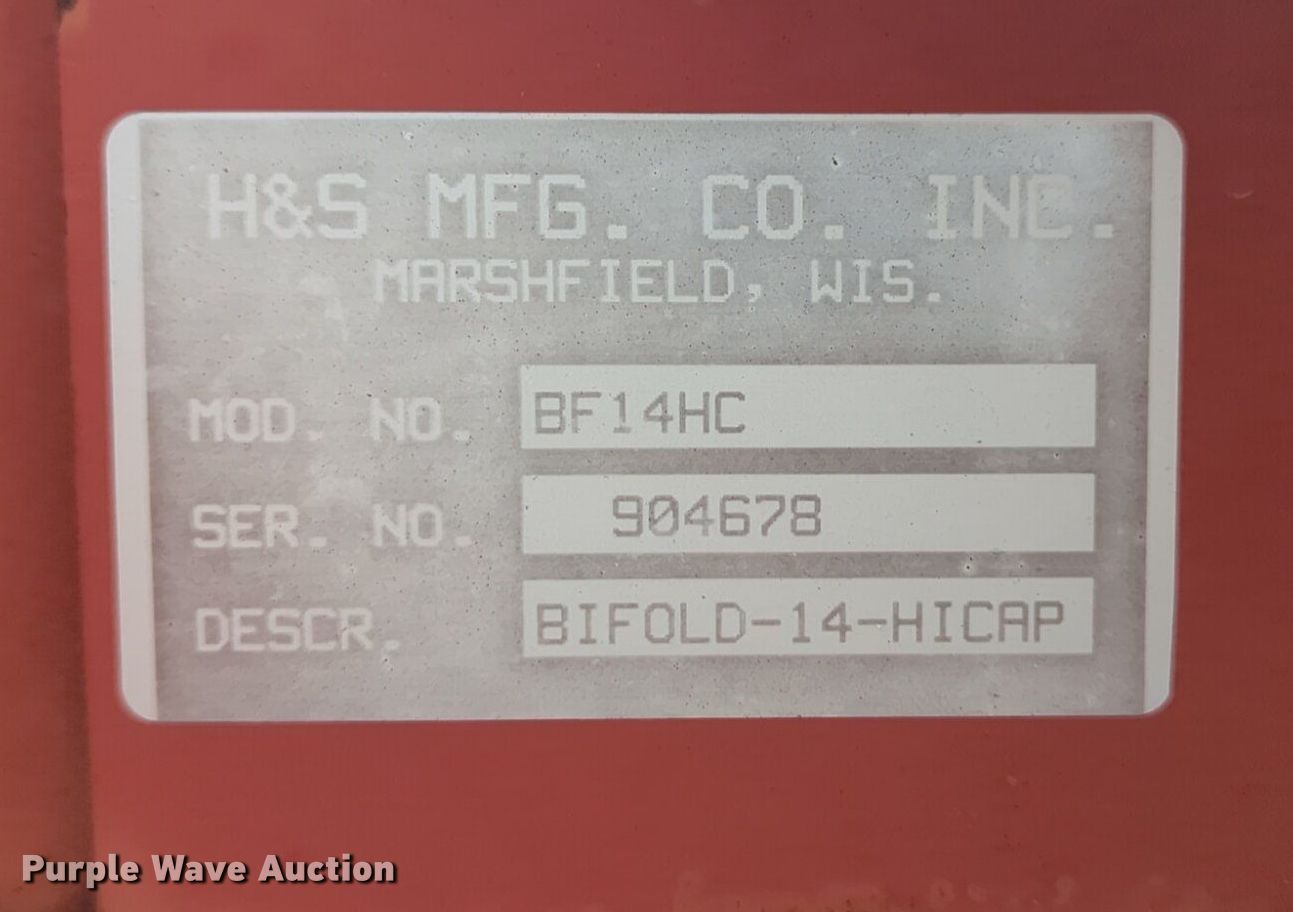 H&S MFG. CO. INC.
MARSHFIELD, WIS.
MOD. NO. BF14HC
SER. NO. 904678
DESCR. BIFOLD-14-HICAP
Purple Wave Auction